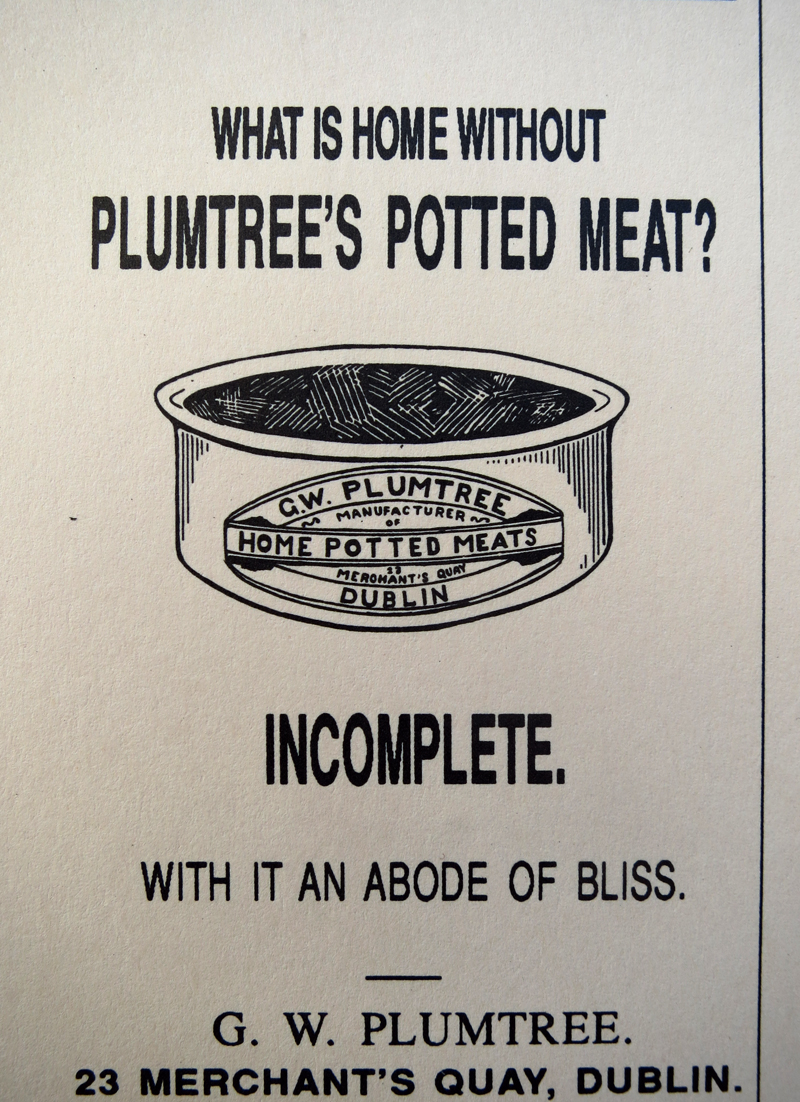 WHAT IS HOME WITHOUT
PLUMTREE'S POTTED MEAT?
G.W. PLUMTREE
MANUFACTURER
OF
HOME POTTED MEATS
23
MERCHANT'S QUAY
DUBLIN
INCOMPLETE.
WITH IT AN ABODE OF BLISS.
G. W. PLUMTREE.
23 MERCHANT'S QUAY, DUBLIN.